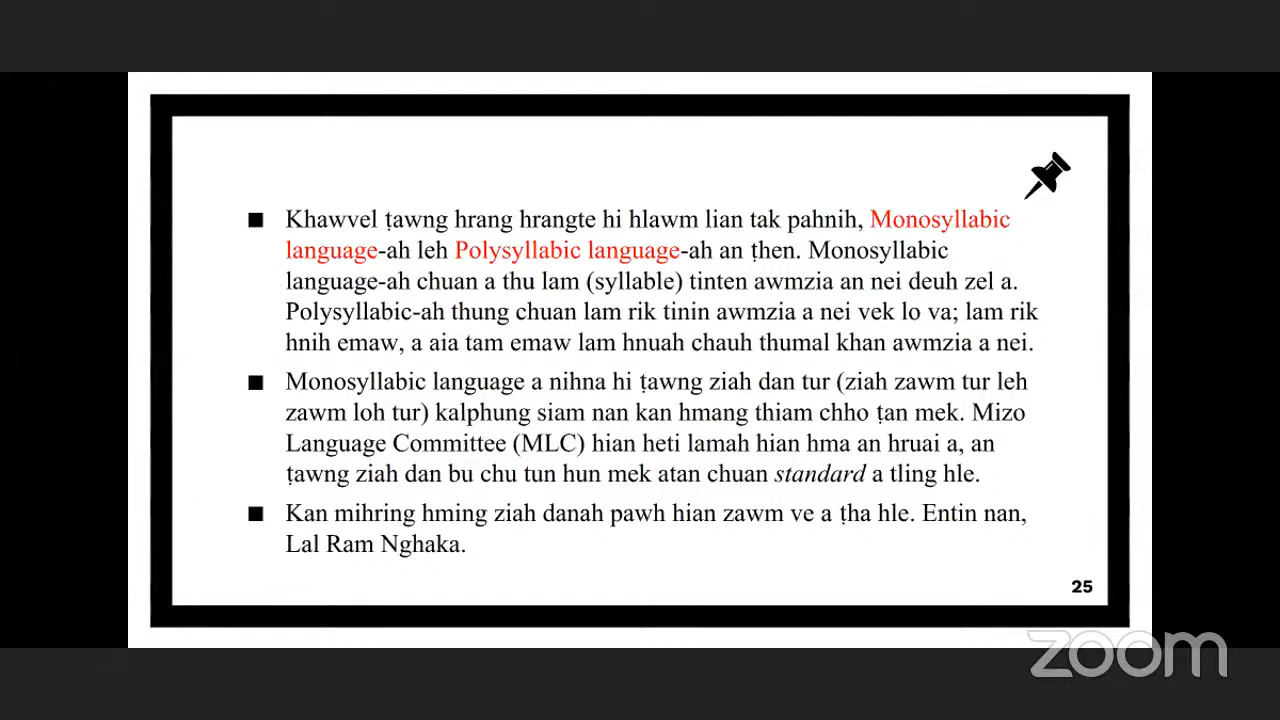 ■ Khawvel ṭawng hrang hrangte hi hlawm lian tak pahnih, Monosyllabic
language-ah leh Polysyllabic language-ah an ṭhen. Monosyllabic
language-ah chuan a thu lam (syllable) tinten awmzia an nei deuh zel a.
Polysyllabic-ah thung chuan lam rik tinin awmzia a nei vek lo va; lam rik
hnih emaw, a aia tam emaw lam hnuah chauh thumal khan awmzia a nei.
■ Monosyllabic language a nihna hi ṭawng ziah dan tur (ziah zawm tur leh
zawm loh tur) kalphung siam nan kan hmang thiam chho ṭan mek. Mizo
Language Committee (MLC) hian heti lamah hian hma an hruai a, an
ṭawng ziah dan bu chu tun hun mek atan chuan standard a tling hle.
■ Kan mihring hming ziah danah pawh hian zawm ve a ṭha hle. Entin nan,
Lal Ram Nghaka.
25
zoom